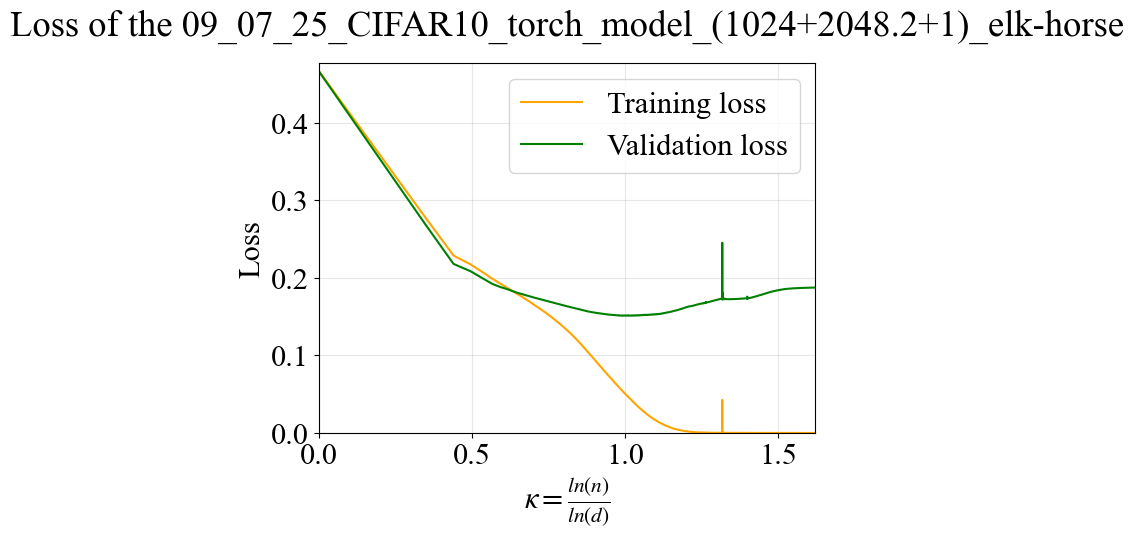 Loss of the 09_07_25_CIFAR10_torch_model_(1024+2048.2+1)_elk-horse
Training loss
Validation loss
Loss
0.4
0.3
0.2
0.1
0.0
0.0 0.5 1.0 1.5
κ = ln(n)/ln(d)